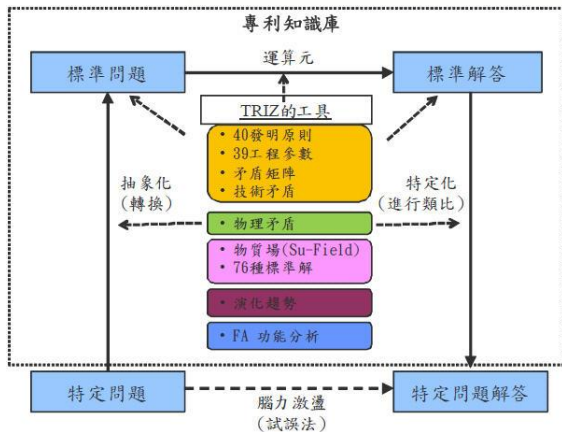 專利知識庫
標準問題
運算元
標準解答
TRIZ的工具
• 40發明原則
• 39工程參數
• 矛盾矩陣
• 技術矛盾
抽象化
(轉換)
特定化
(進行類比)
• 物理矛盾
• 物質場(Su-Field)
• 76種標準解
• 演化趨勢
• FA 功能分析
特定問題
腦力激盪
(試誤法)
特定問題解答